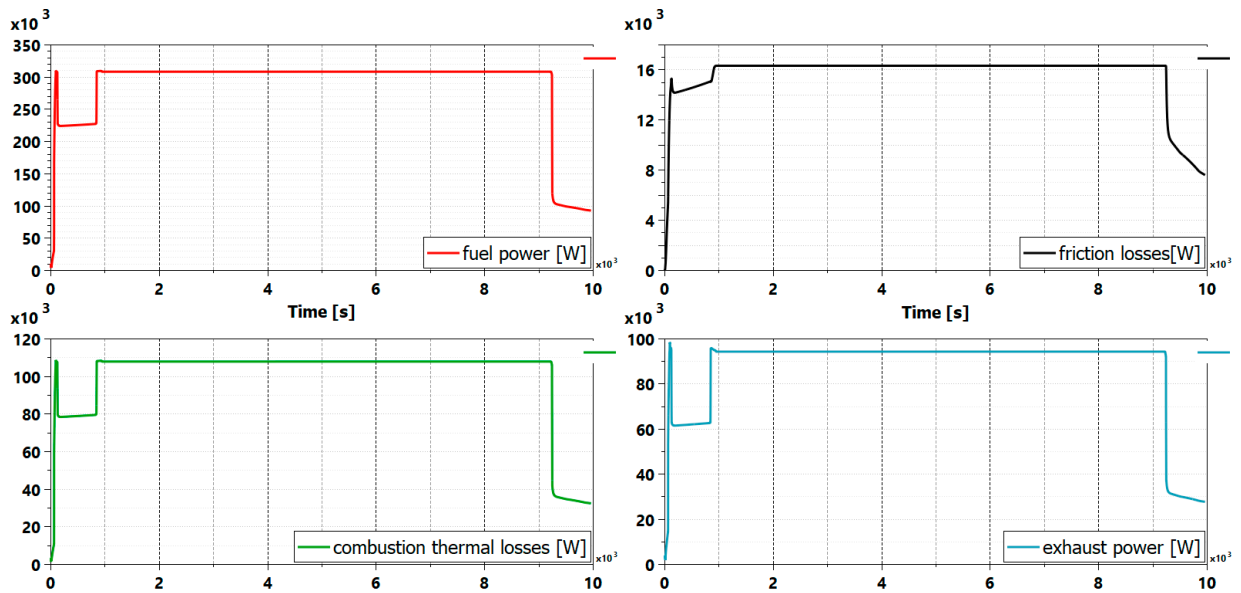 x10 3
350
300
250
200
150
100
50
0
fuel power [W]
x10 3
0 2 4 6 8 10
Time [s]
x10 3
16
12
8
4
0
friction losses[W]
x10 3
0 2 4 6 8 10
Time [s]
x10 3
120
100
80
60
40
20
0
combustion thermal losses [W]
x10 3
0 2 4 6 8 10
x10 3
100
80
60
40
20
0
exhaust power [W]
x10 3
0 2 4 6 8 10